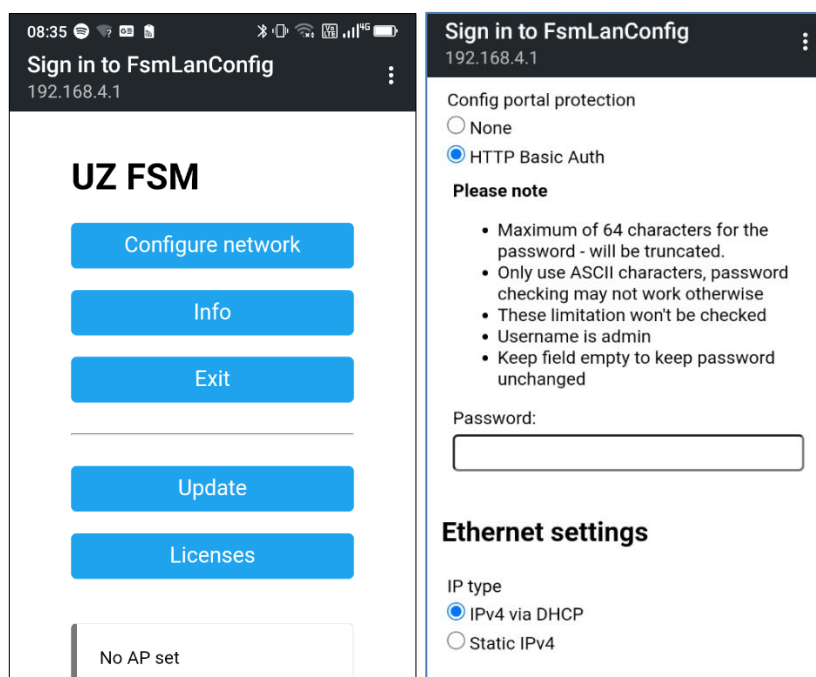 08:35
4G
Sign in to FsmLanConfig
192.168.4.1
UZ FSM
Configure network
Info
Exit
Update
Licenses
No AP set
Sign in to FsmLanConfig
192.168.4.1
Config portal protection
None
HTTP Basic Auth
Please note
• Maximum of 64 characters for the
password - will be truncated.
• Only use ASCII characters, password
checking may not work otherwise
• These limitation won't be checked
• Username is admin
• Keep field empty to keep password
unchanged
Password:
Ethernet settings
IP type
IPv4 via DHCP
Static IPv4